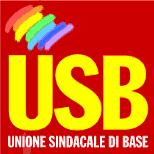 USB
UNIONE SINDACALE DI BASE